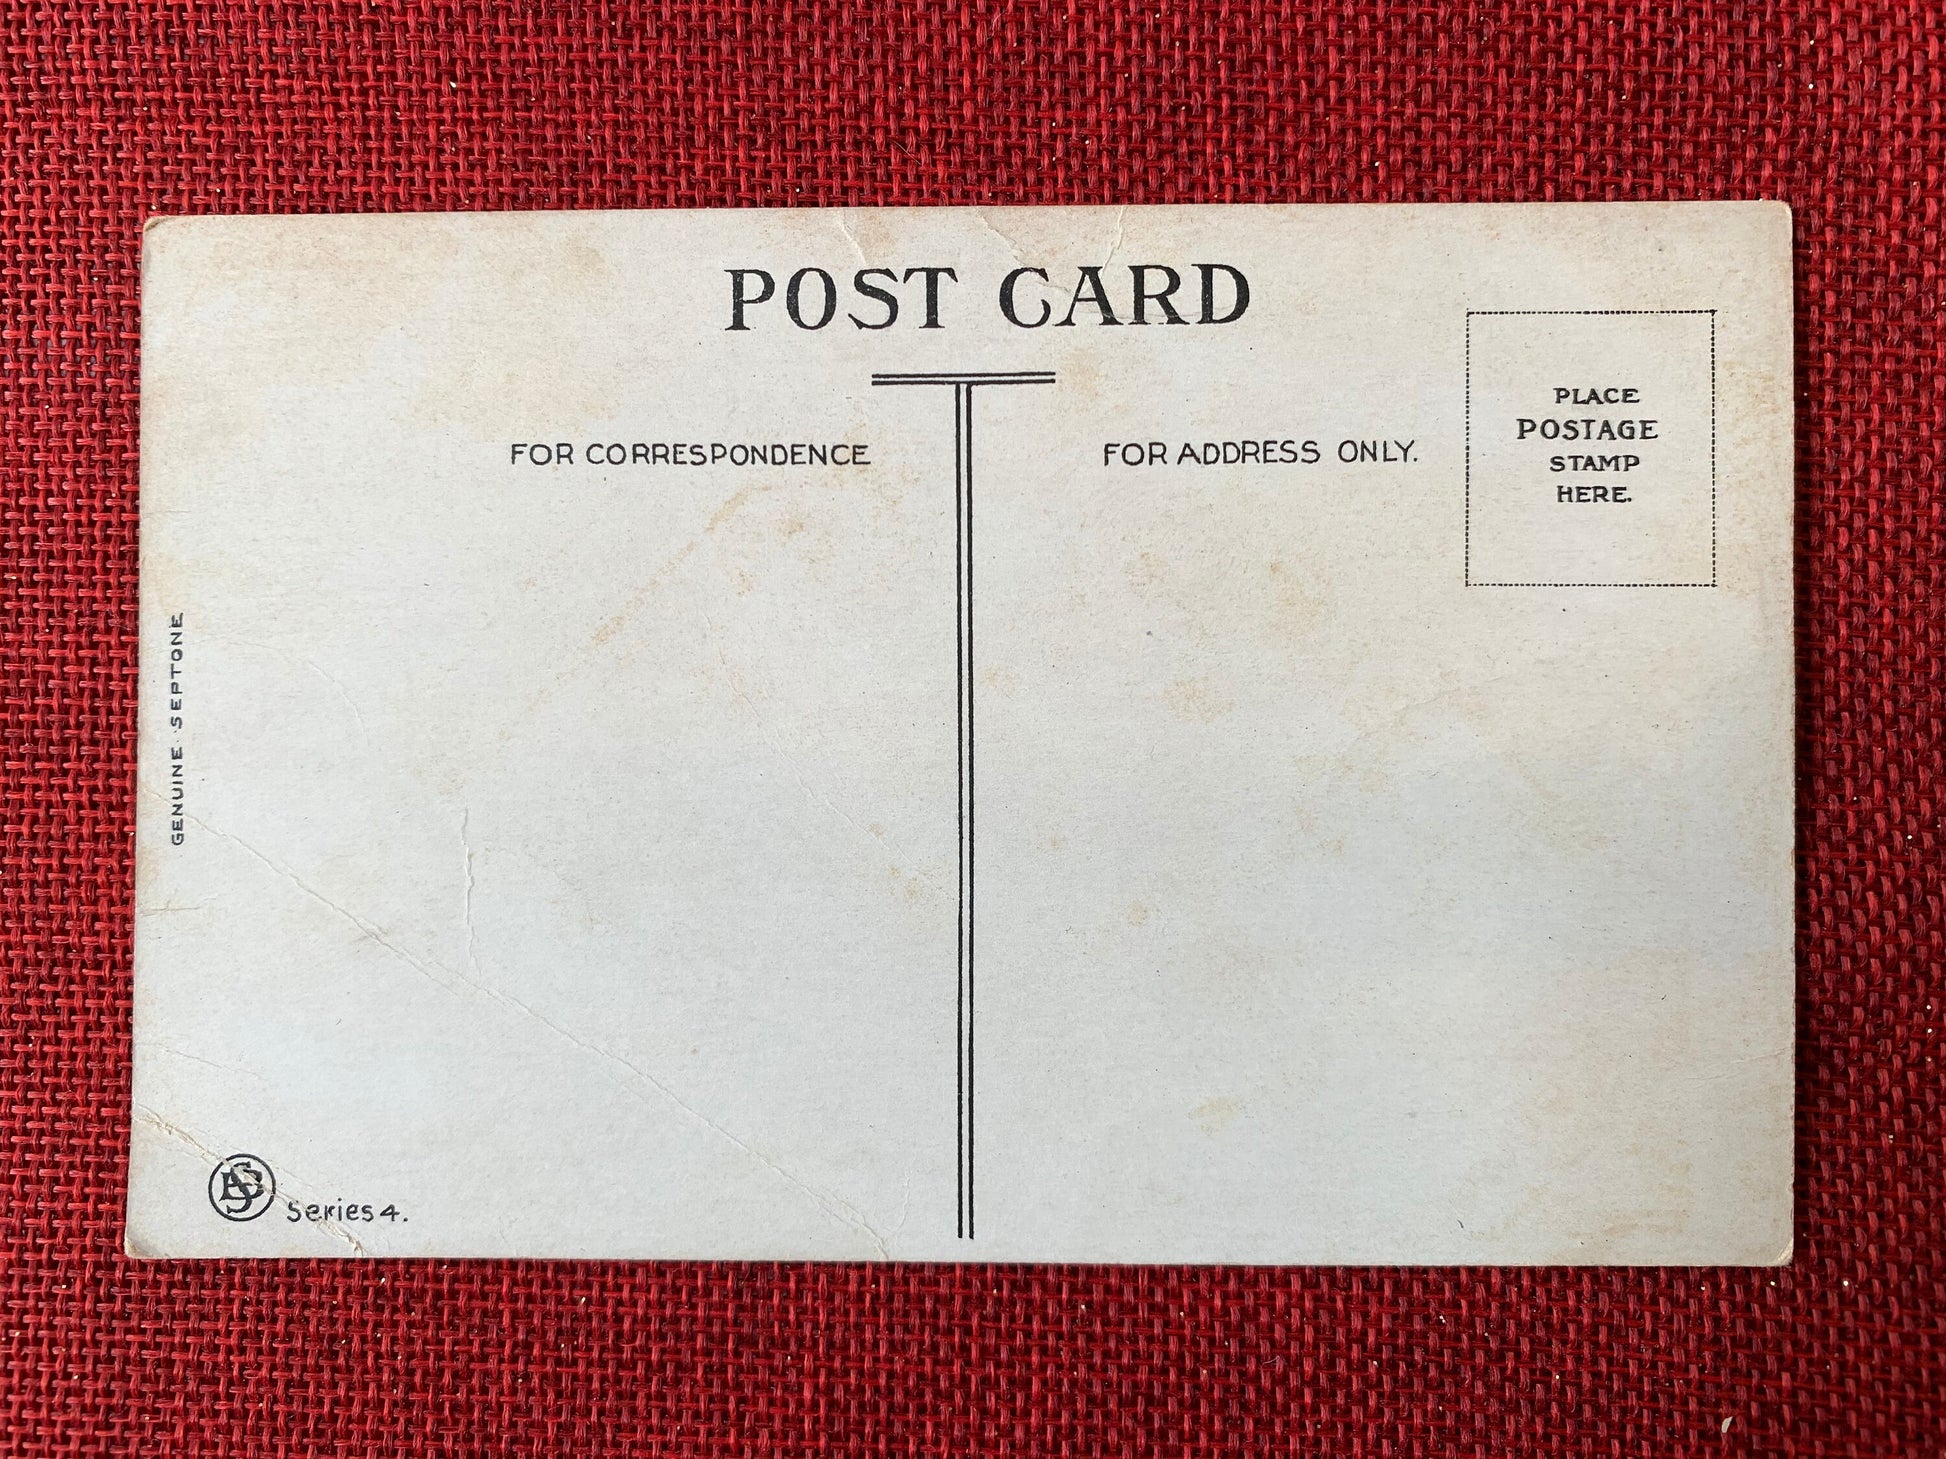 POST CARD
FOR CORRESPONDENCE
FOR ADDRESS ONLY.
PLACE
POSTAGE
STAMP
HERE.
GENUINE · SEPTONE
Series 4.